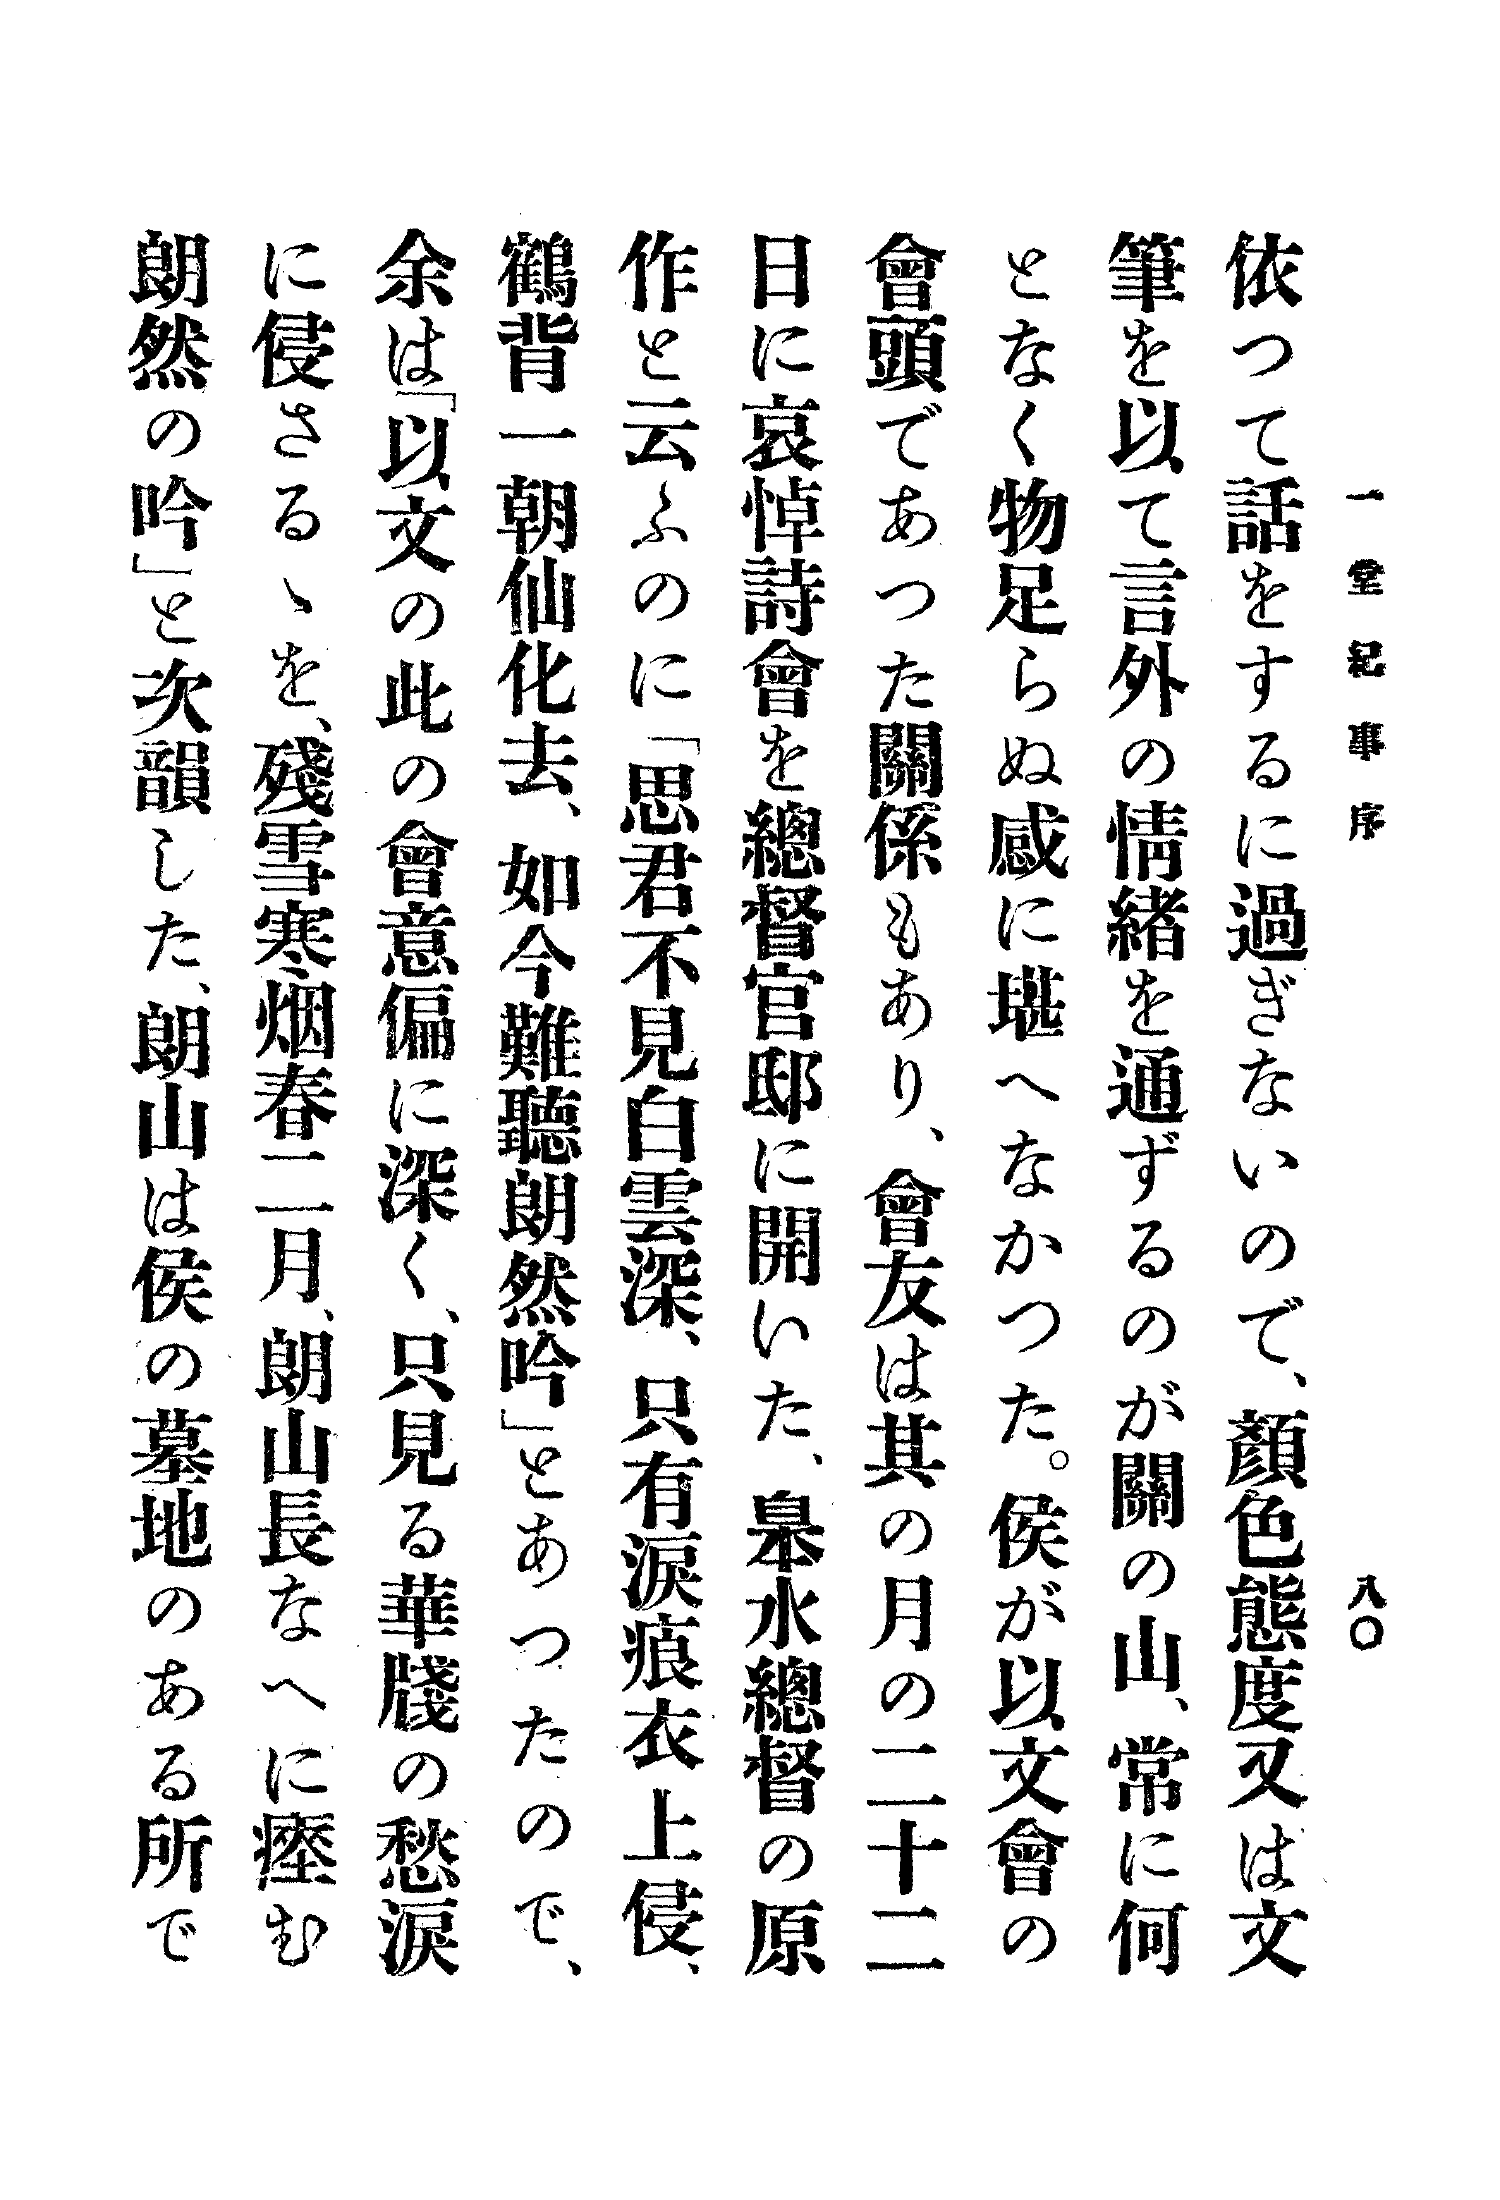 一堂紀事序　八〇
依つて話をするに過ぎないので、顏色態度又は文
筆を以て言外の情緒を通ずるのが關の山、常に何
となく物足らぬ感に堪へなかつた。侯が以文會の
會頭であつた關係もあり、會友は其の月の二十二
日に哀悼詩會を總督官邸に開いた、皋水總督の原
作と云ふのに「思君不見白雲深、只有淚痕衣上侵、
鶴背一朝仙化去、如今難聽朗然吟」とあつたので、
余は「以文の此の會意偏に深く、只見る華牋の愁淚
に侵さるゝを、殘雪寒烟春二月、朗山長なへに瘞む
朗然の吟」と次韻した、朗山は侯の墓地のある所で